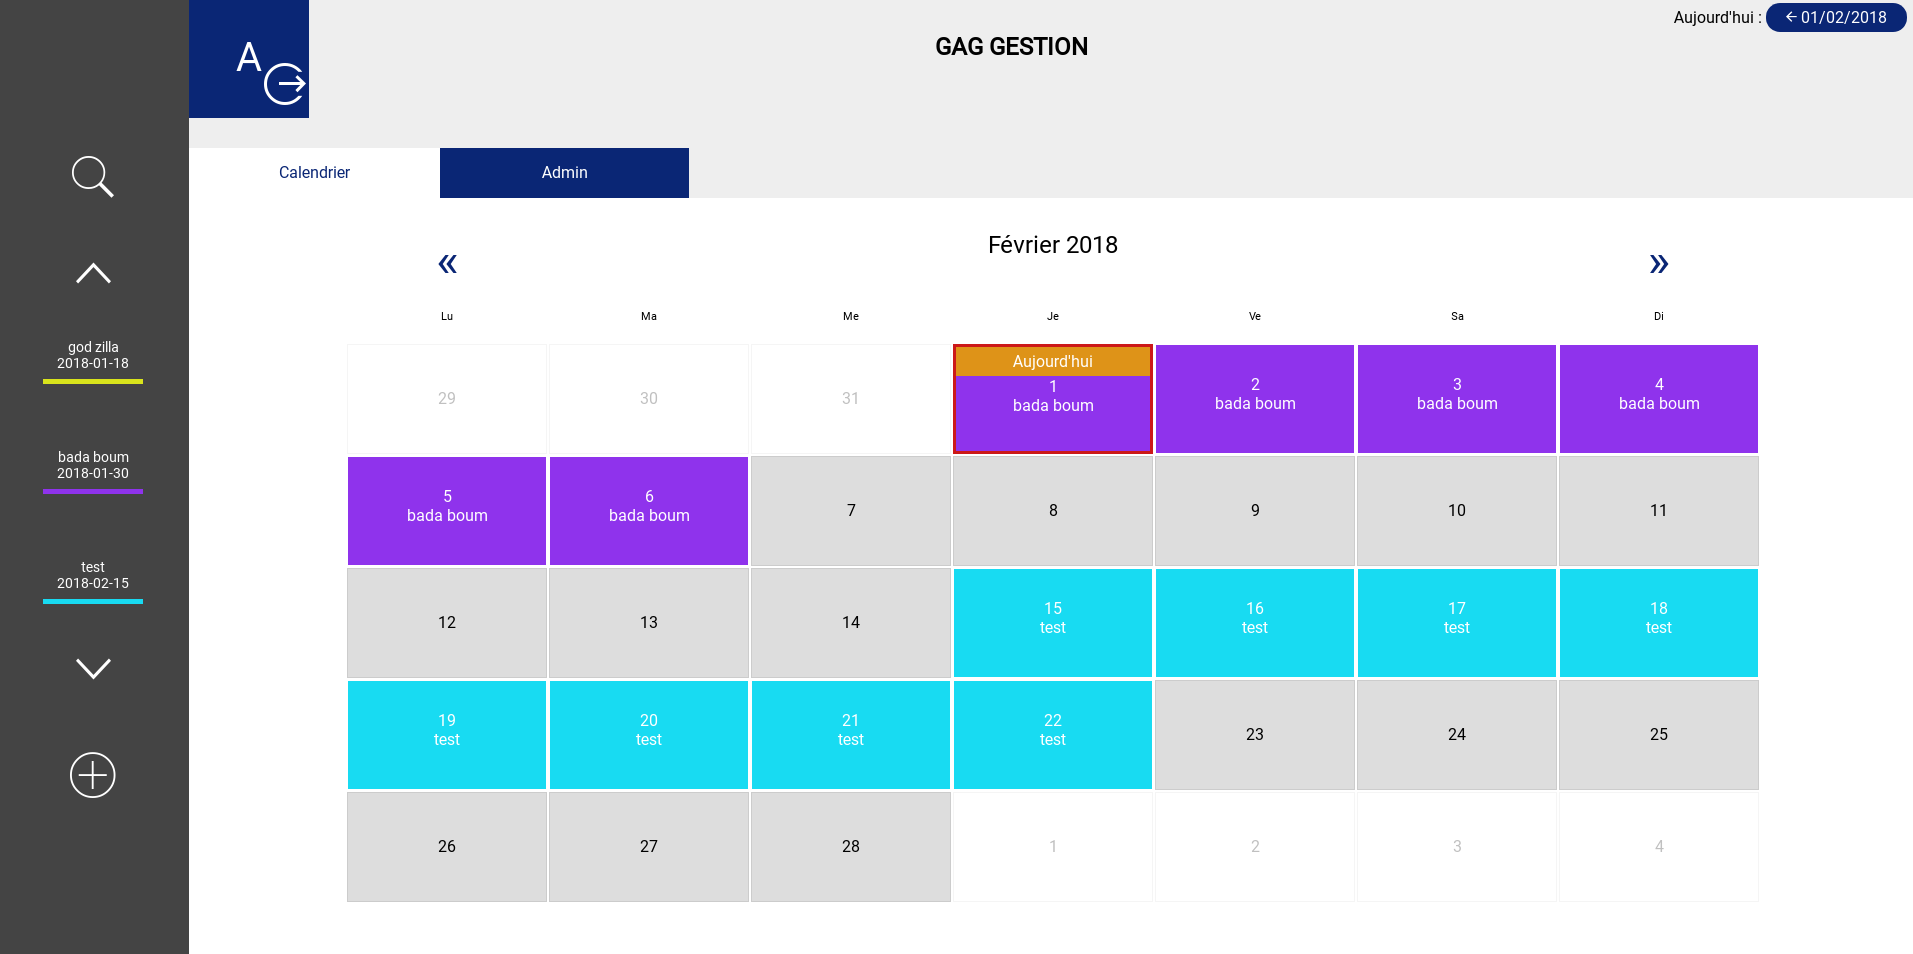 Aujourd'hui : ← 01/02/2018
GAG GESTION
A
Calendrier
Admin
god zilla
2018-01-18
bada boum
2018-01-30
test
2018-02-15
« Février 2018 »
Lu Ma Me Je Ve Sa Di
Aujourd'hui
29 30 31 1 2 3 4
bada boum bada boum bada boum bada boum
5 6 7 8 9 10 11
bada boum bada boum
12 13 14 15 16 17 18
test test test test
19 20 21 22 23 24 25
test test test test
26 27 28 1 2 3 4